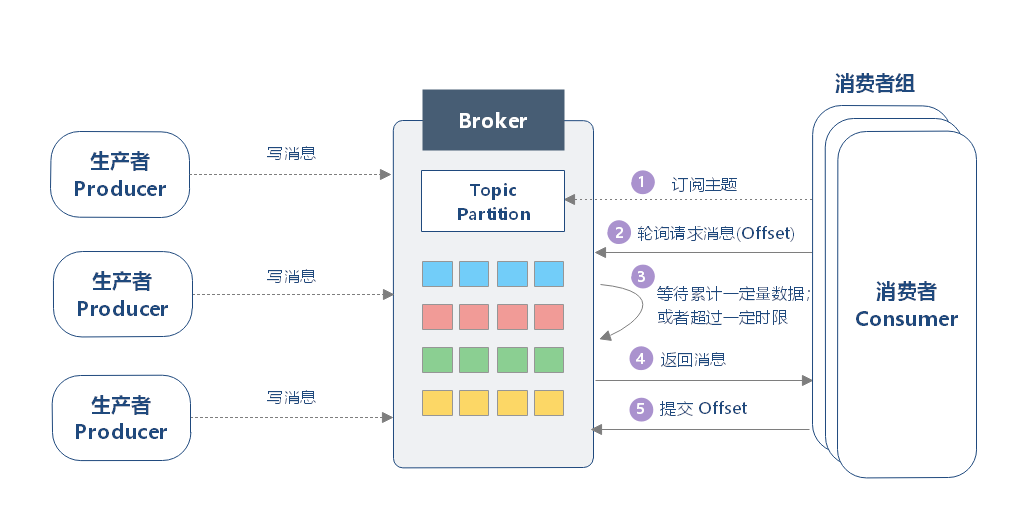 消费者组
Broker
生产者
Producer
写消息
Topic
Partition
1 订阅主题
2 轮询请求消息(Offset)
生产者
Producer
写消息
3
等待累计一定量数据;
或者超过一定时限
消费者
Consumer
4 返回消息
生产者
Producer
写消息
5 提交 Offset